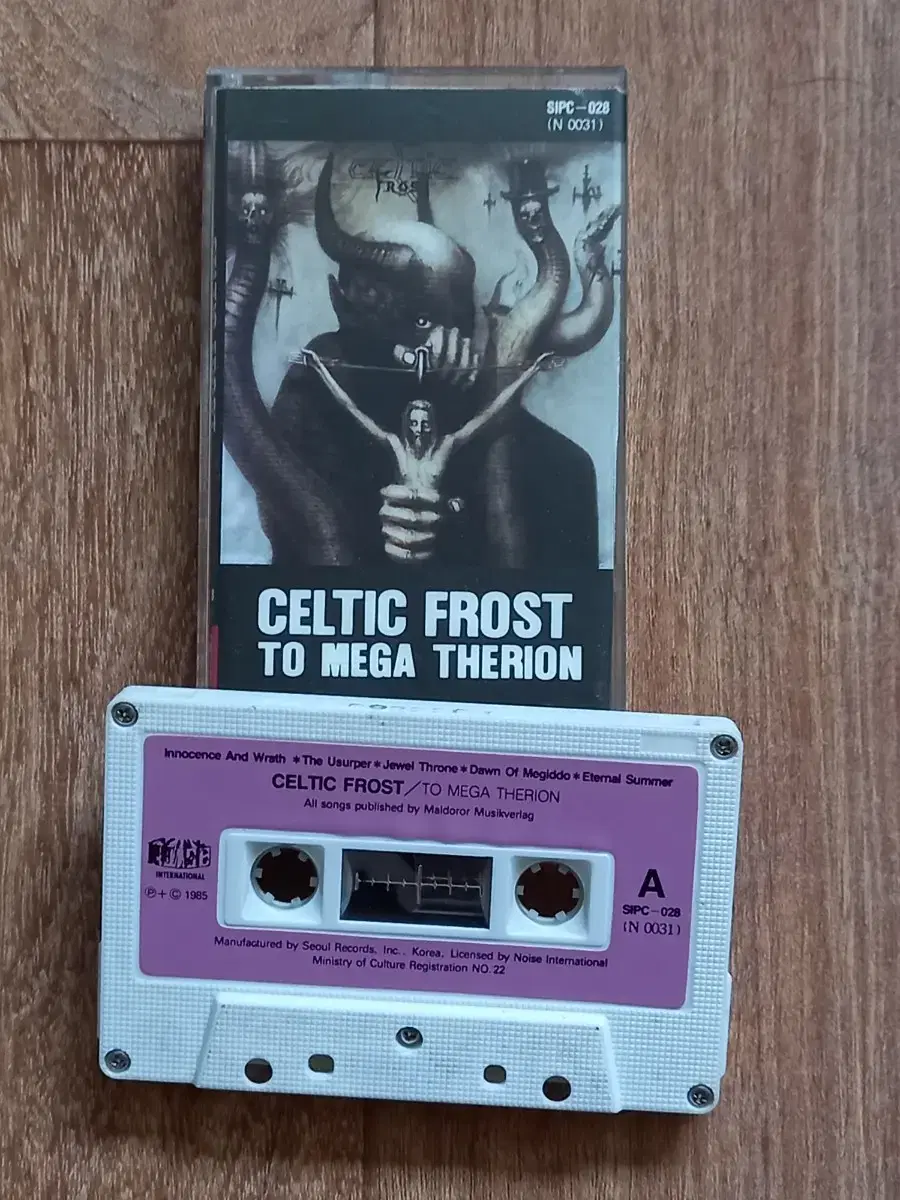 SIPC-028
(N 0031)
CELTIC
FROST
CELTIC FROST
TO MEGA THERION
Innocence And Wrath *The Usurper*Jewel Throne*Dawn Of Megiddo*Eternal Summer
CELTIC FROST/TO MEGA THERION
All songs published by Maldoror Musikverlag
NOISE
INTERNATIONAL
Ⓟ+© 1985
A
SIPC-028
(N 0031)
Manufactured by Seoul Records, Inc., Korea, Licensed by Noise International
Ministry of Culture Registration NO.22